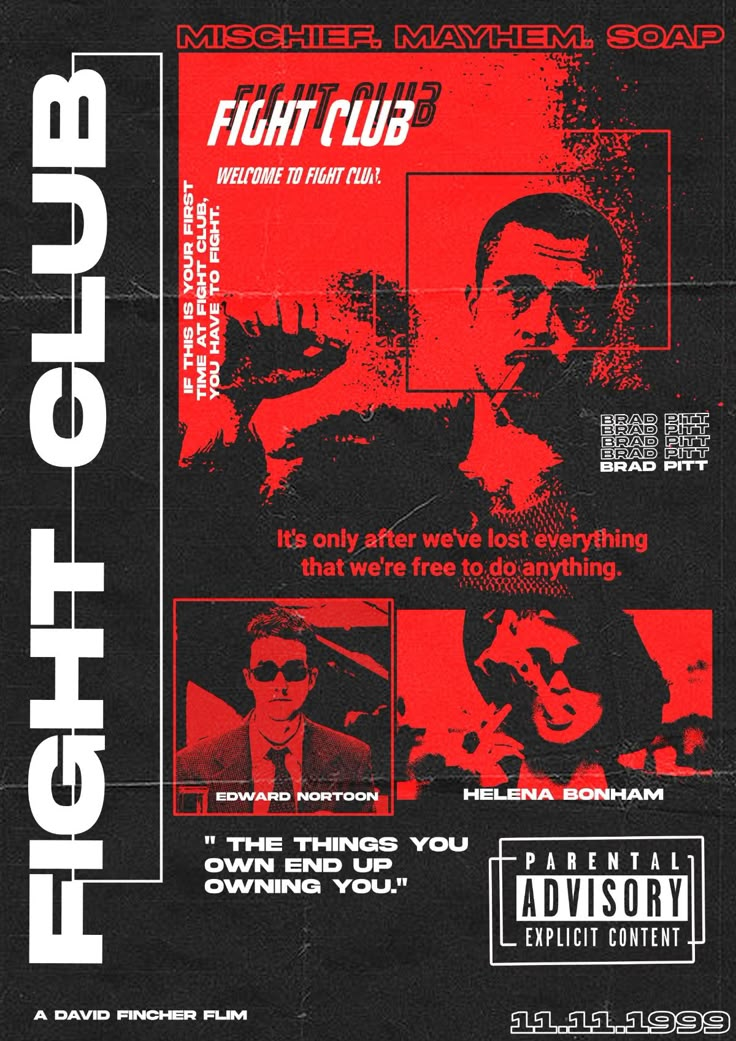 MISCHIEF. MAYHEM. SOAP
FIGHT CLUB
FIGHT CLUB
FIGHT CLUB
WELCOME TO FIGHT CLUB.
IF THIS IS YOUR FIRST
TIME AT FIGHT CLUB,
YOU HAVE TO FIGHT.
BRAD PITT
BRAD PITT
BRAD PITT
BRAD PITT
BRAD PITT
It's only after we've lost everything
that we're free to do anything.
EDWARD NORTOON
HELENA BONHAM
" THE THINGS YOU
OWN END UP
OWNING YOU."
PARENTAL
ADVISORY
EXPLICIT CONTENT
A DAVID FINCHER FLIM
11.11.1999